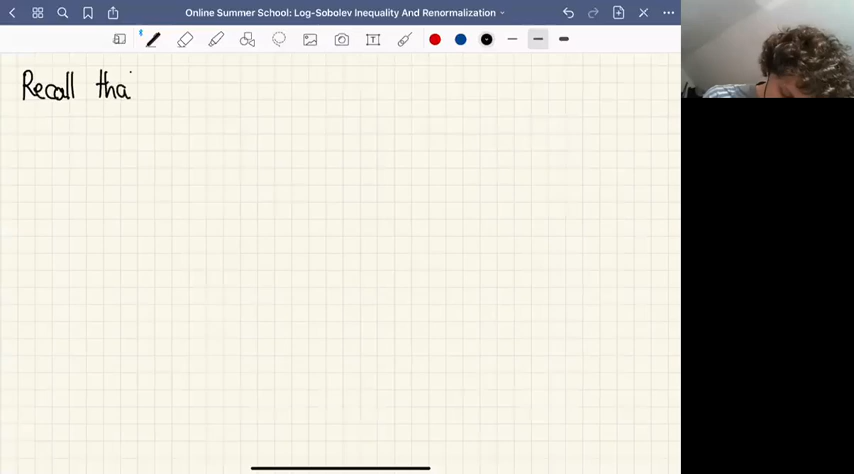 Online Summer School: Log-Sobolev Inequality And Renormalization
Recall tha